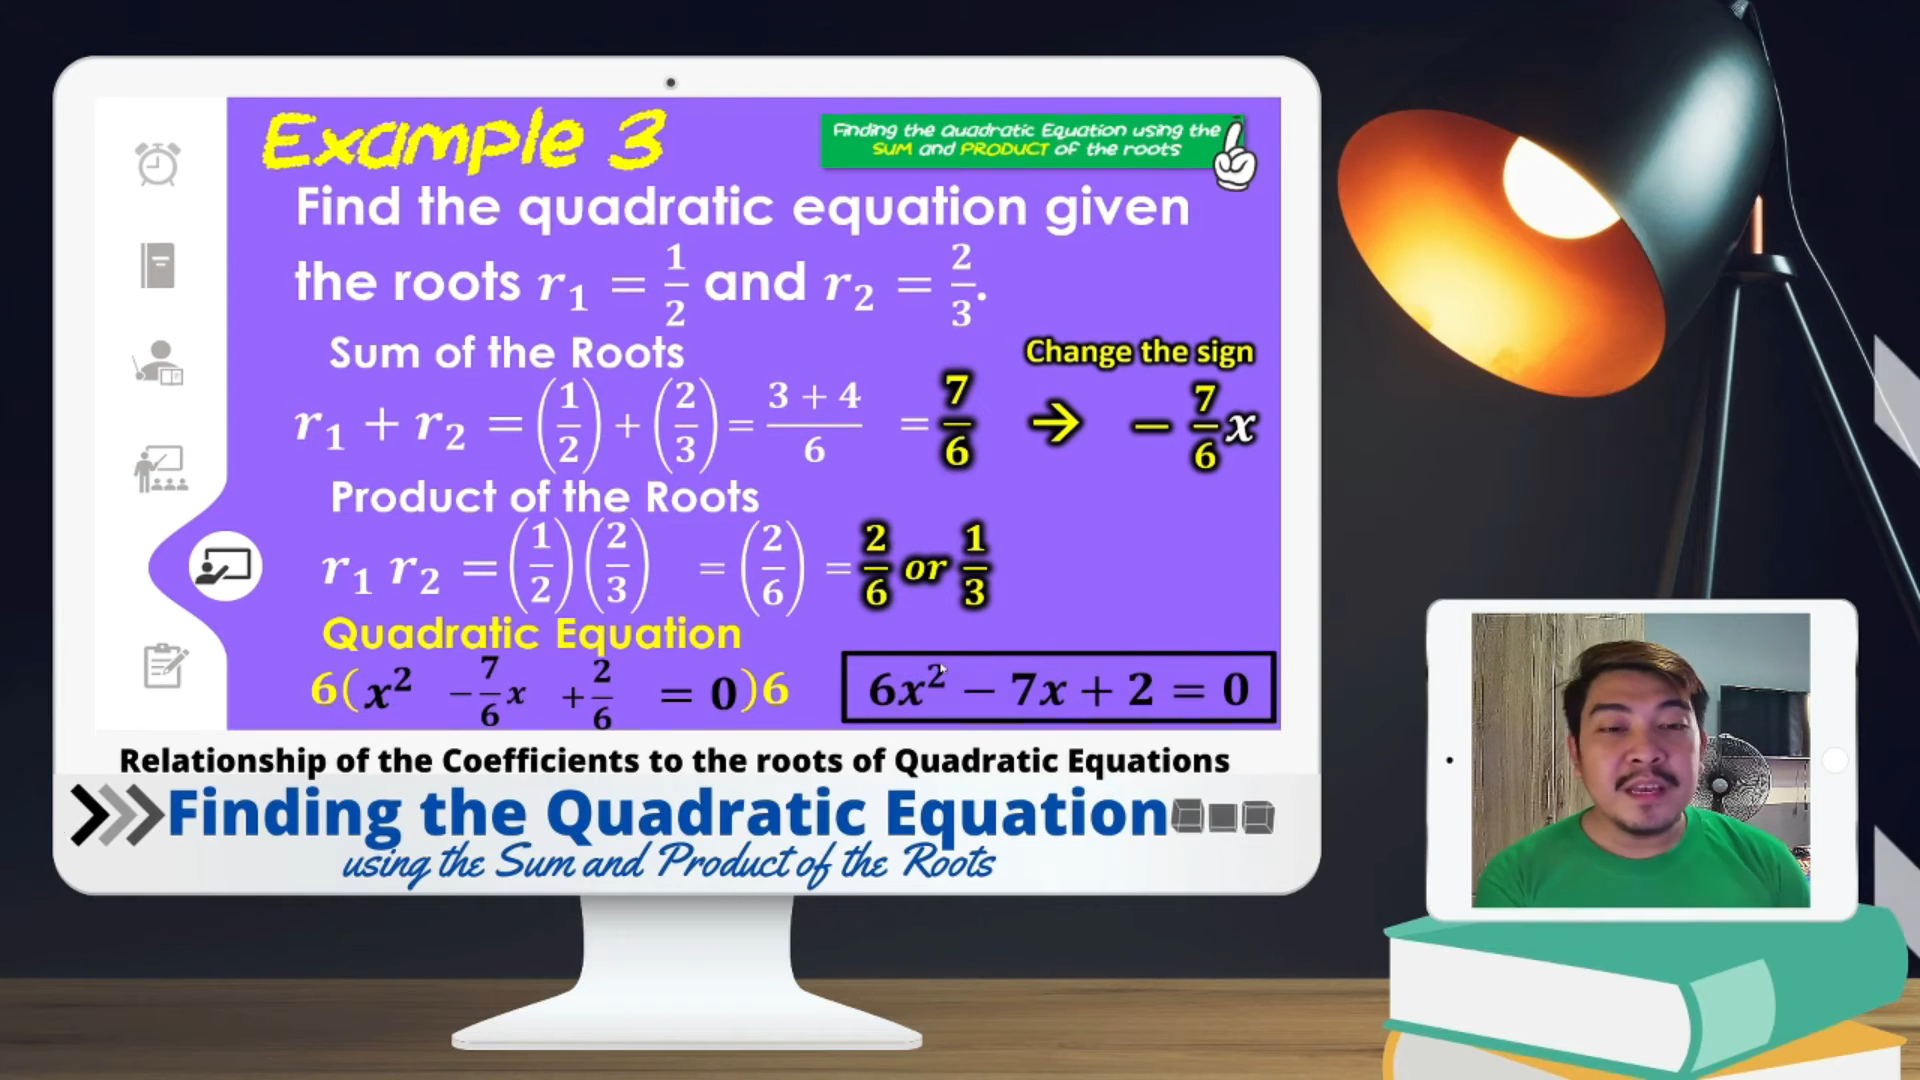 Example 3
Finding the Quadratic Equation using the
SUM and PRODUCT of the roots
Find the quadratic equation given
the roots r₁ = 1/2 and r₂ = 2/3.
Sum of the Roots
Change the sign
r₁ + r₂ = (1/2) + (2/3) = (3 + 4)/6 = 7/6 → − 7/6 x
Product of the Roots
r₁ r₂ = (1/2)(2/3) = (2/6) = 2/6 or 1/3
Quadratic Equation
6(x² − 7/6 x + 2/6 = 0)6
6x² − 7x + 2 = 0
Relationship of the Coefficients to the roots of Quadratic Equations
Finding the Quadratic Equation
using the Sum and Product of the Roots